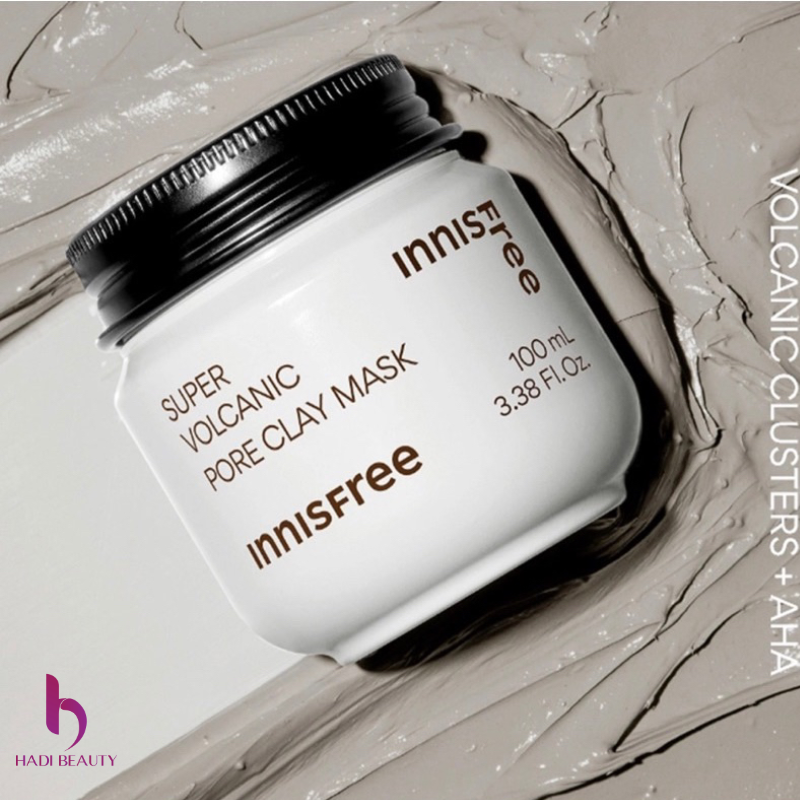 INNISFree
SUPER
VOLCANIC
PORE CLAY MASK
100 mL
3.38 Fl.Oz.
INNISFree
VOLCANIC CLUSTERS + AHA
HADI BEAUTY